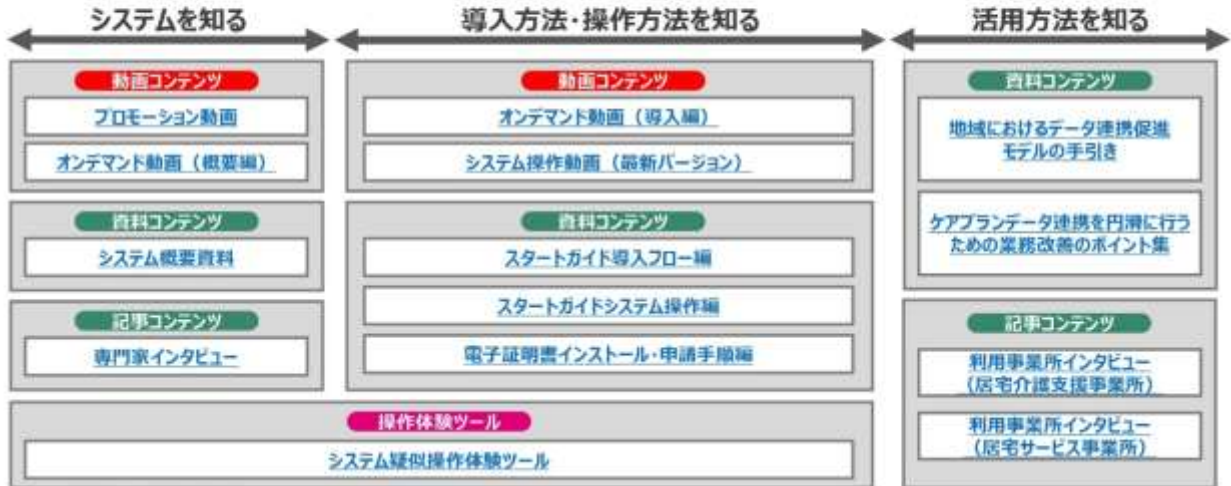 システムを知る
動画コンテンツ
プロモーション動画
オンデマンド動画（概要編）
資料コンテンツ
システム概要資料
記事コンテンツ
専門家インタビュー
導入方法・操作方法を知る
動画コンテンツ
オンデマンド動画（導入編）
システム操作動画（最新バージョン）
資料コンテンツ
スタートガイド導入フロー編
スタートガイドシステム操作編
電子証明書インストール・申請手順編
操作体験ツール
システム疑似操作体験ツール
活用方法を知る
資料コンテンツ
地域におけるデータ連携促進
モデルの手引き
ケアプランデータ連携を円滑に行う
ための業務改善のポイント集
記事コンテンツ
利用事業所インタビュー
（居宅介護支援事業所）
利用事業所インタビュー
（居宅サービス事業所）